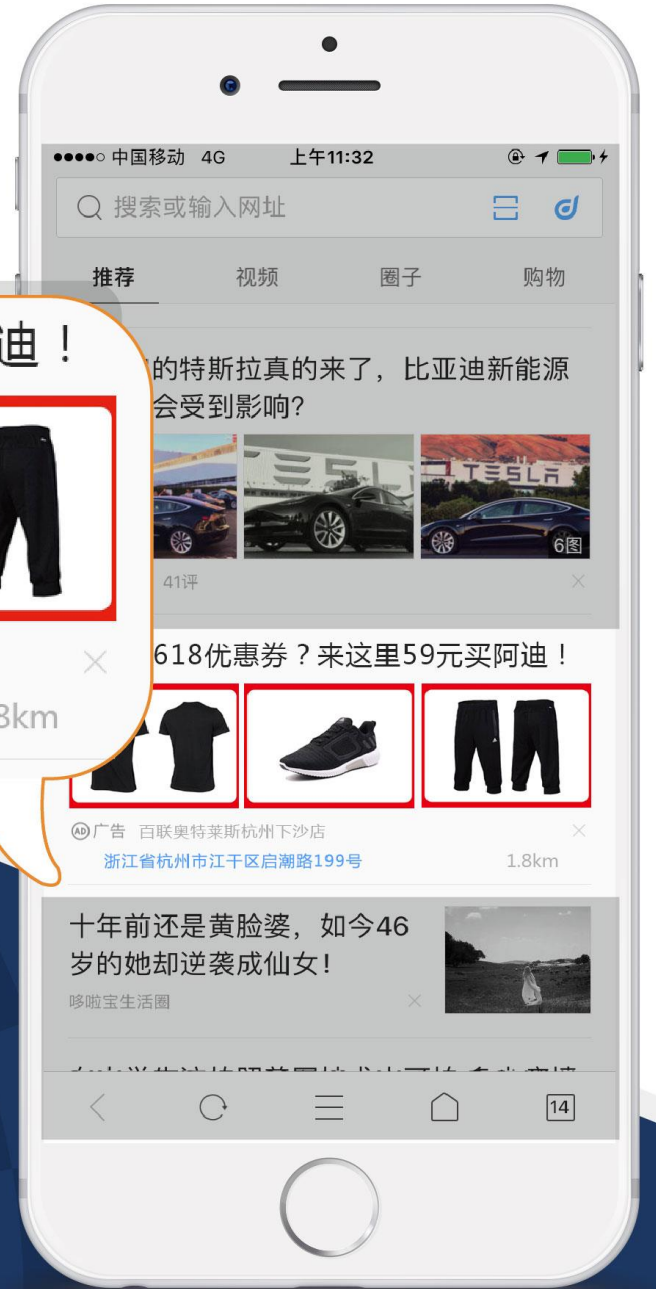 中国移动 4G 上午11:32
搜索或输入网址
推荐 视频 圈子 购物
的特斯拉真的来了，比亚迪新能源
会受到影响?
TESL
TESLA
6图
41评
迪！
618优惠券？来这里59元买阿迪！
km
AD 广告 百联奥特莱斯杭州下沙店
浙江省杭州市江干区启潮路199号 1.8km
十年前还是黄脸婆，如今46
岁的她却逆袭成仙女!
哆啦宝生活圈
14